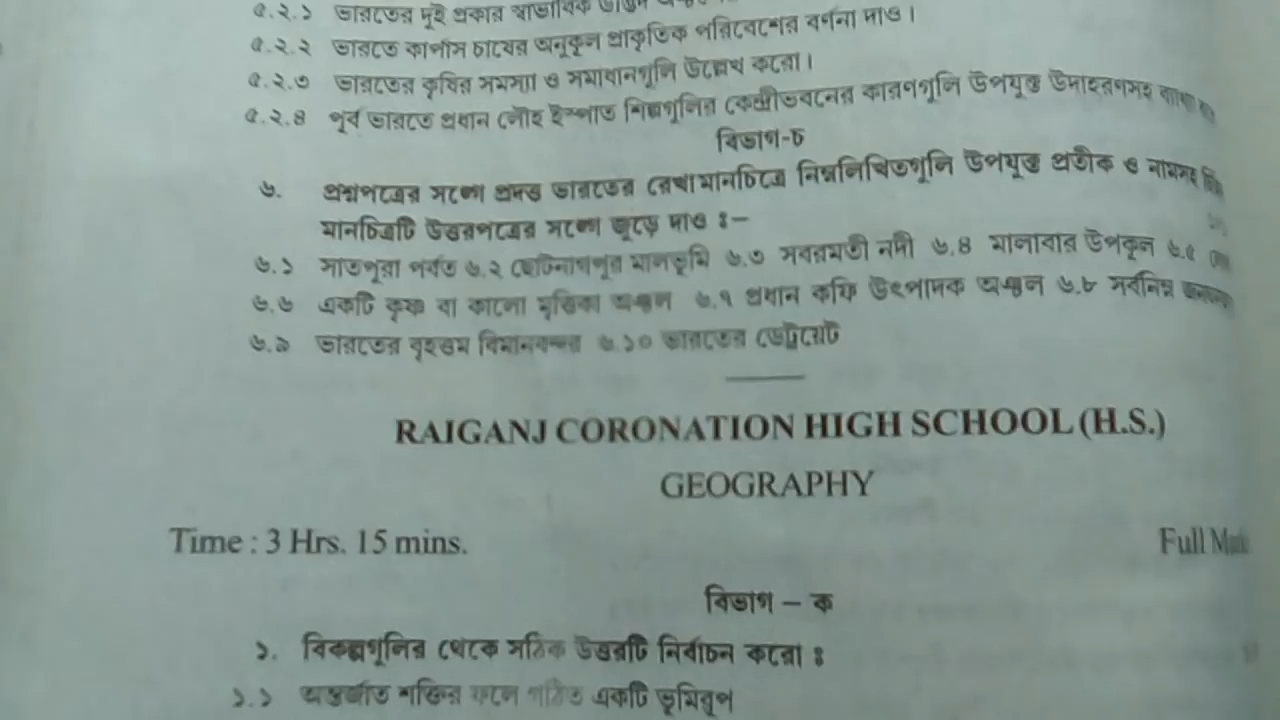 ৫.২.১ ভারতের দুই প্রকার স্বাভাবিক উদ্ভিদ
৫.২.২ ভারতে কার্পাস চাষের অনুকূল প্রাকৃতিক পরিবেশের বর্ণনা দাও।
৫.২.৩ ভারতের কৃষির সমস্যা ও সমাধানগুলি উল্লেখ করো।
৫.২.৪ পূর্ব ভারতে প্রধান লৌহ ইস্পাত শিল্পগুলির কেন্দ্রীভবনের কারণগুলি উপযুক্ত উদাহরণসহ ব্যাখ্যা
বিভাগ-চ
৬. প্রশ্নপত্রের সঙ্গে প্রদত্ত ভারতের রেখামানচিত্রে নিম্নলিখিতগুলি উপযুক্ত প্রতীক ও নামসহ
মানচিত্রটি উত্তরপত্রের সঙ্গে জুড়ে দাও :–
৬.১ সাতপুরা পর্বত ৬.২ ছোটনাগপুর মালভূমি ৬.৩ সবরমতী নদী ৬.৪ মালাবার উপকূল ৬.৫
৬.৬ একটি কৃষ্ণ বা কালো মৃত্তিকা অঞ্চল ৬.৭ প্রধান কফি উৎপাদক অঞ্চল ৬.৮ সর্বনিম্ন
৬.৯ ভারতের বৃহত্তম বিমানবন্দর ৬.১০ ভারতের ডেট্রয়েট
RAIGANJ CORONATION HIGH SCHOOL (H.S.)
GEOGRAPHY
Time : 3 Hrs. 15 mins. Full
বিভাগ – ক
১. বিকল্পগুলির থেকে সঠিক উত্তরটি নির্বাচন করো :
১.১ অন্তর্জাত শক্তির ফলে গঠিত একটি ভূমিরূপ